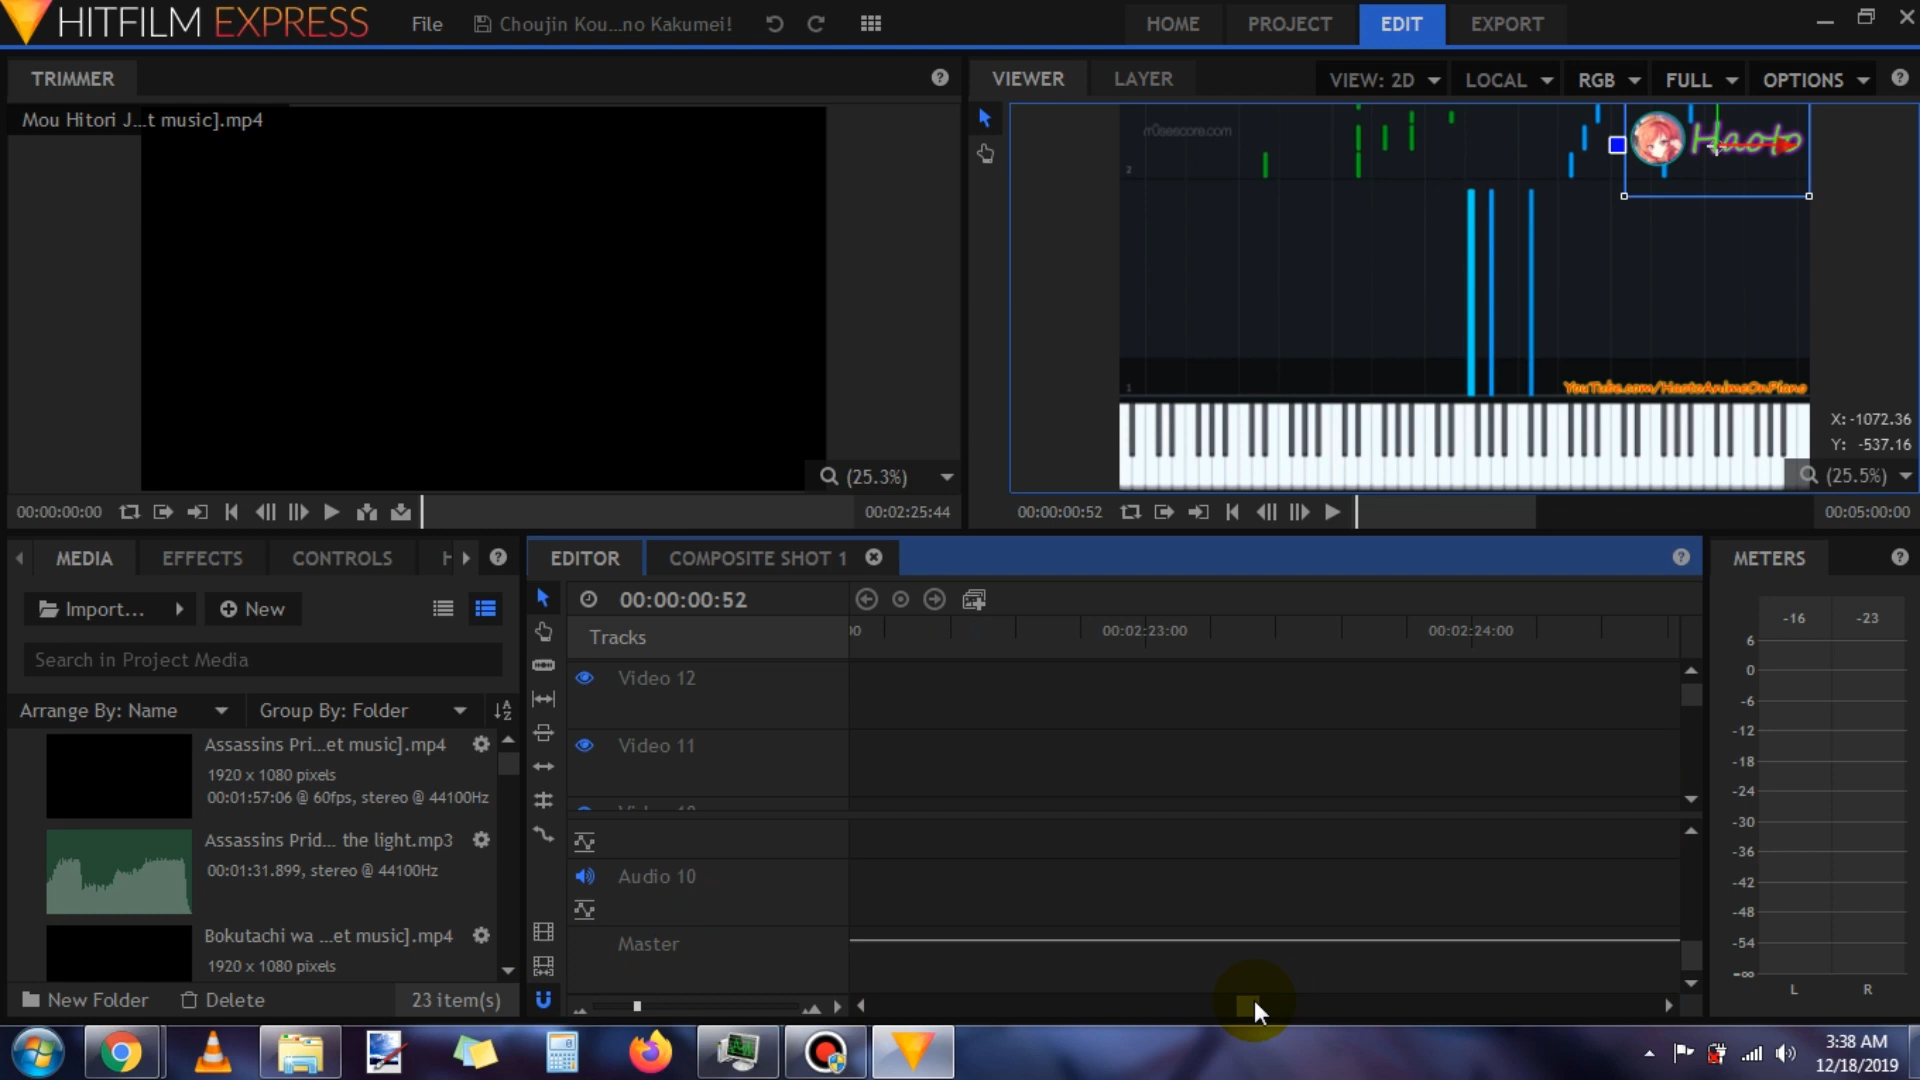 HITFILM EXPRESS
File
Choujin Kou...no Kakumei!
HOME
PROJECT
EDIT
EXPORT
TRIMMER
Mou Hitori J...t music].mp4
(25.3%)
00:00:00:00
00:02:25:44
VIEWER
LAYER
VIEW: 2D
LOCAL
RGB
FULL
OPTIONS
musescore.com
Haoto
2
1
YouTube.com/HaotoAnimeOnPiano
X: -1072.36
Y: -537.16
(25.5%)
00:00:00:52
00:05:00:00
MEDIA
EFFECTS
CONTROLS
Import...
New
Search in Project Media
Arrange By: Name
Group By: Folder
Assassins Pri...et music].mp4
1920 x 1080 pixels
00:01:57:06 @ 60fps, stereo @ 44100Hz
Assassins Prid... the light.mp3
00:01:31.899, stereo @ 44100Hz
Bokutachi wa ...et music].mp4
1920 x 1080 pixels
New Folder
Delete
23 item(s)
EDITOR
COMPOSITE SHOT 1
00:00:00:52
Tracks
00:02:23:00
00:02:24:00
Video 12
Video 11
Audio 10
Master
METERS
-16
-23
6
0
-6
-12
-18
-24
-30
-36
-42
-48
-54
-∞
L
R
3:38 AM
12/18/2019